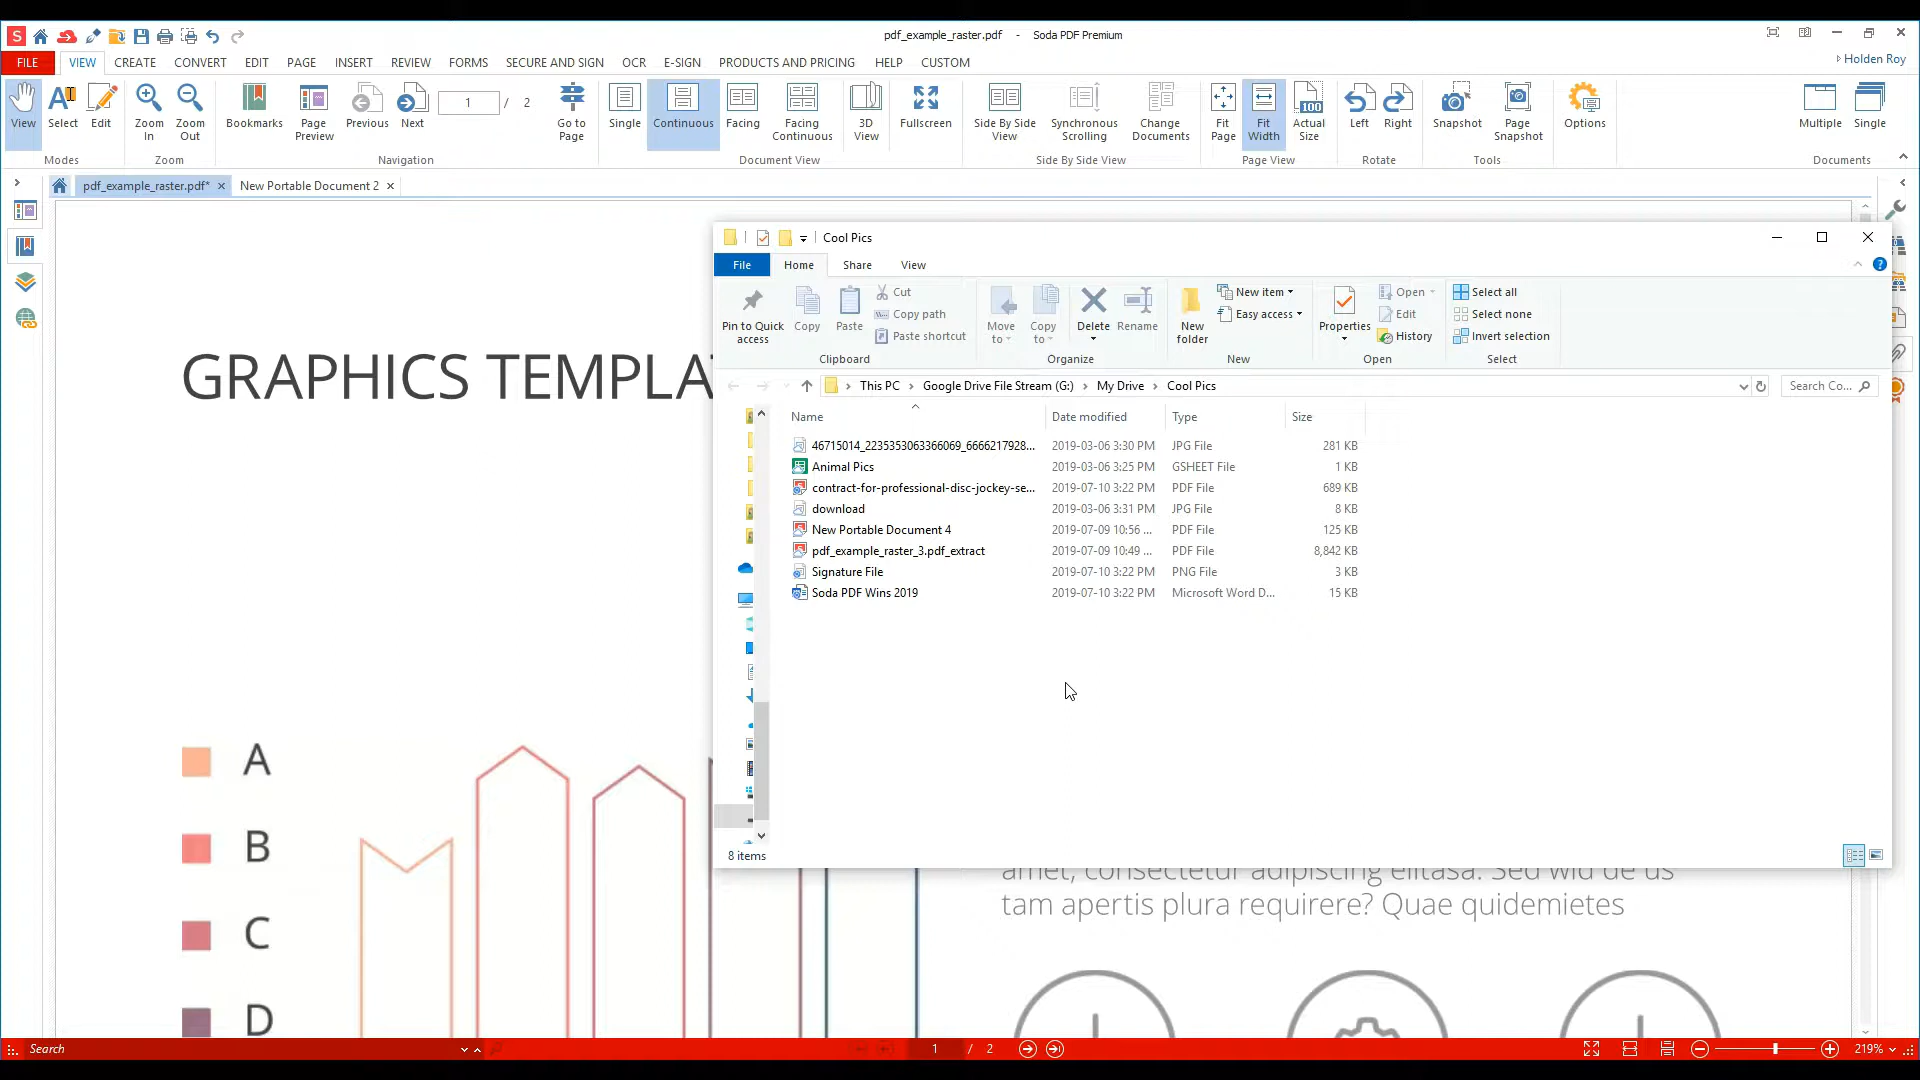 pdf_example_raster.pdf - Soda PDF Premium
FILE VIEW CREATE CONVERT EDIT PAGE INSERT REVIEW FORMS SECURE AND SIGN OCR E-SIGN PRODUCTS AND PRICING HELP CUSTOM Holden Roy
View Select Edit Zoom In Zoom Out Bookmarks Page Preview Previous Next 1 / 2 Go to Page Single Continuous Facing Facing Continuous 3D View Fullscreen Side By Side View Synchronous Scrolling Change Documents Fit Page Fit Width 100 Actual Size Left Right Snapshot Page Snapshot Options Multiple Single
Modes Zoom Navigation Document View Side By Side View Page View Rotate Tools Documents
pdf_example_raster.pdf* New Portable Document 2
Cool Pics
File Home Share View
Pin to Quick access Copy Paste Cut Copy path Paste shortcut Move to Copy to Delete Rename New folder New item Easy access Properties Open Edit History Select all Select none Invert selection
Clipboard Organize New Open Select
This PC Google Drive File Stream (G:) My Drive Cool Pics Search Co...
Name Date modified Type Size
46715014_2235353063366069_6666217928... 2019-03-06 3:30 PM JPG File 281 KB
Animal Pics 2019-03-06 3:25 PM GSHEET File 1 KB
contract-for-professional-disc-jockey-se... 2019-07-10 3:22 PM PDF File 689 KB
download 2019-03-06 3:31 PM JPG File 8 KB
New Portable Document 4 2019-07-09 10:56 ... PDF File 125 KB
pdf_example_raster_3.pdf_extract 2019-07-09 10:49 ... PDF File 8,842 KB
Signature File 2019-07-10 3:22 PM PNG File 3 KB
Soda PDF Wins 2019 2019-07-10 3:22 PM Microsoft Word D... 15 KB
8 items
GRAPHICS TEMPLA
A
B
C
D
amet, consectetur adipiscing elitasa. Sed wid de us
tam apertis plura requirere? Quae quidemietes
Search 1 / 2 219%